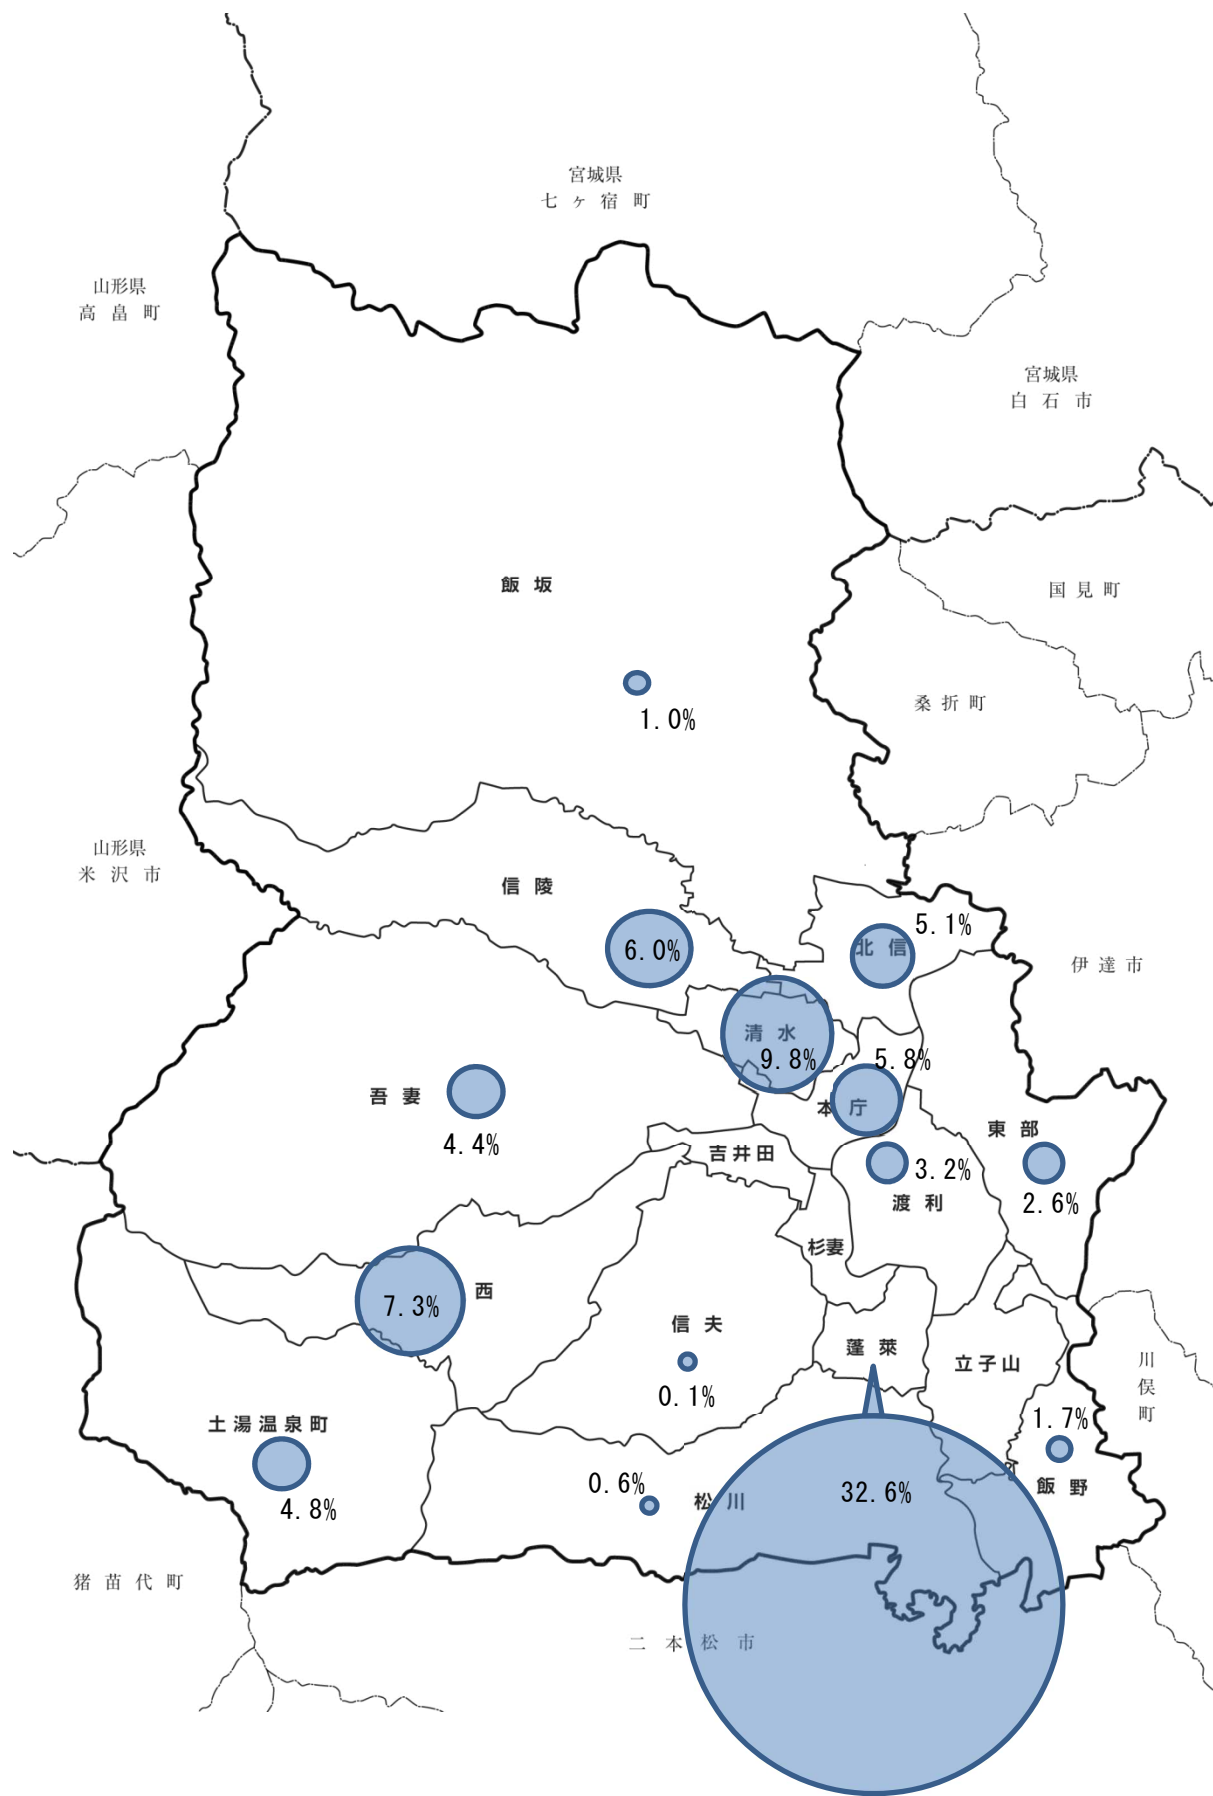 宮城県
七ヶ宿町
山形県
高畠町
宮城県
白石市
飯坂
国見町
1.0%
桑折町
山形県
米沢市
信陵
5.1%
北信
6.0%
伊達市
清水
9.8%
5.8%
吾妻
本庁
東部
4.4%
吉井田
3.2%
2.6%
渡利
杉妻
西
7.3%
信夫
蓬萊
立子山
川俣町
0.1%
土湯温泉町
1.7%
0.6%
松川
32.6%
飯野
4.8%
猪苗代町
二本松市